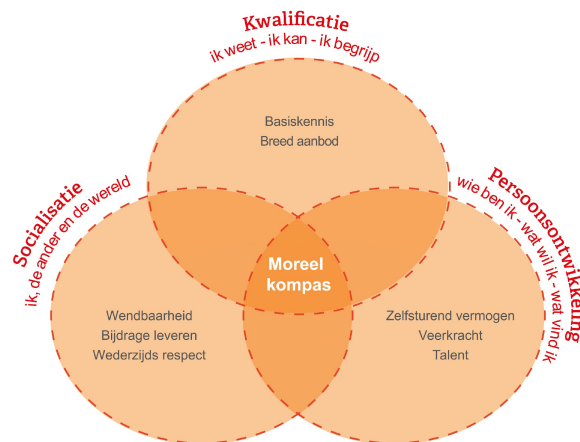 Kwalificatie
ik weet - ik kan - ik begrijp
Basiskennis
Breed aanbod
Socialisatie
ik, de ander en de wereld
Persoonsontwikkeling
wie ben ik - wat wil ik - wat vind ik
Moreel
kompas
Wendbaarheid
Bijdrage leveren
Wederzijds respect
Zelfsturend vermogen
Veerkracht
Talent